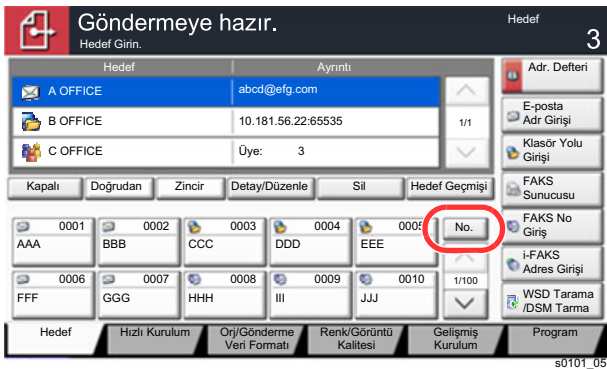 Göndermeye hazır.
Hedef Girin.
Hedef
3
Hedef Ayrıntı
A OFFICE abcd@efg.com
B OFFICE 10.181.56.22:65535
1/1
C OFFICE Üye: 3
Adr. Defteri
E-posta
Adr Girişi
Klasör Yolu
Girişi
FAKS
Sunucusu
FAKS No
Giriş
i-FAKS
Adres Girişi
WSD Tarama
/DSM Tarma
Kapalı Doğrudan Zincir Detay/Düzenle Sil Hedef Geçmişi
0001 0002 0003 0004 0005 No.
AAA BBB CCC DDD EEE
0006 0007 0008 0009 0010 1/100
FFF GGG HHH III JJJ
Hedef Hızlı Kurulum Orj/Gönderme Renk/Görüntü Gelişmiş Program
Veri Formatı Kalitesi Kurulum
s0101_05